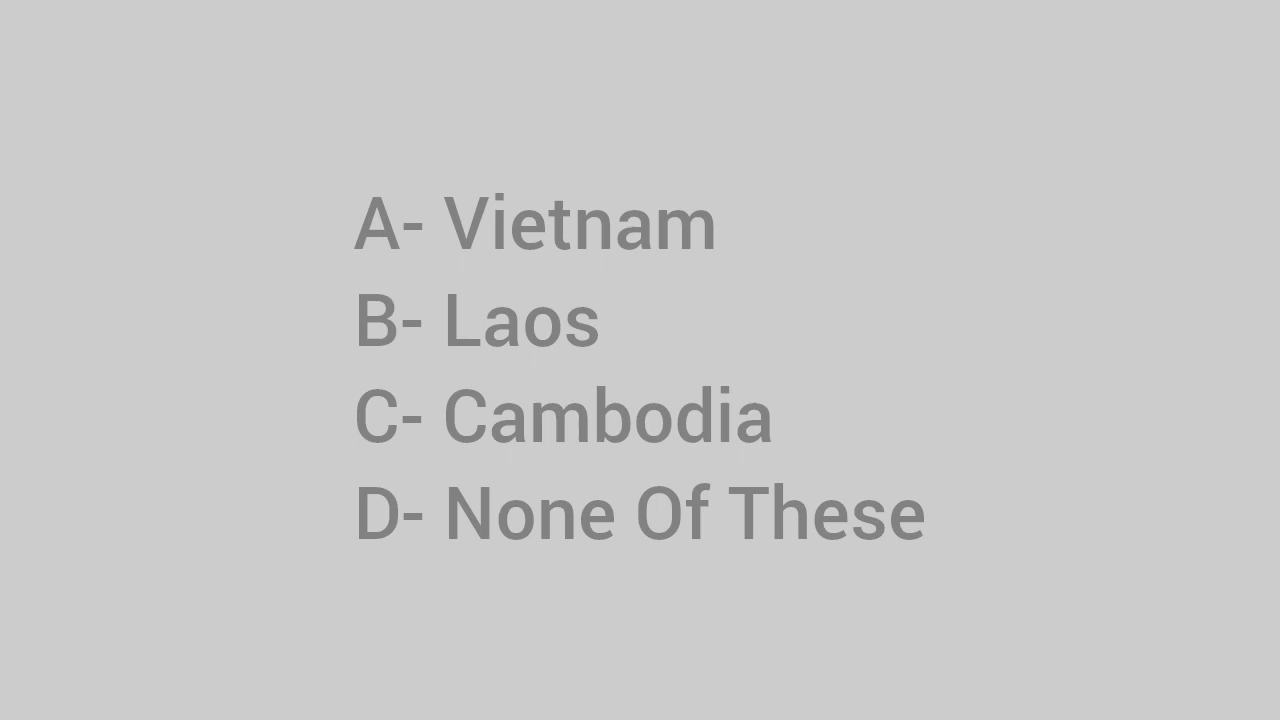 A- Vietnam
B- Laos
C- Cambodia
D- None Of These